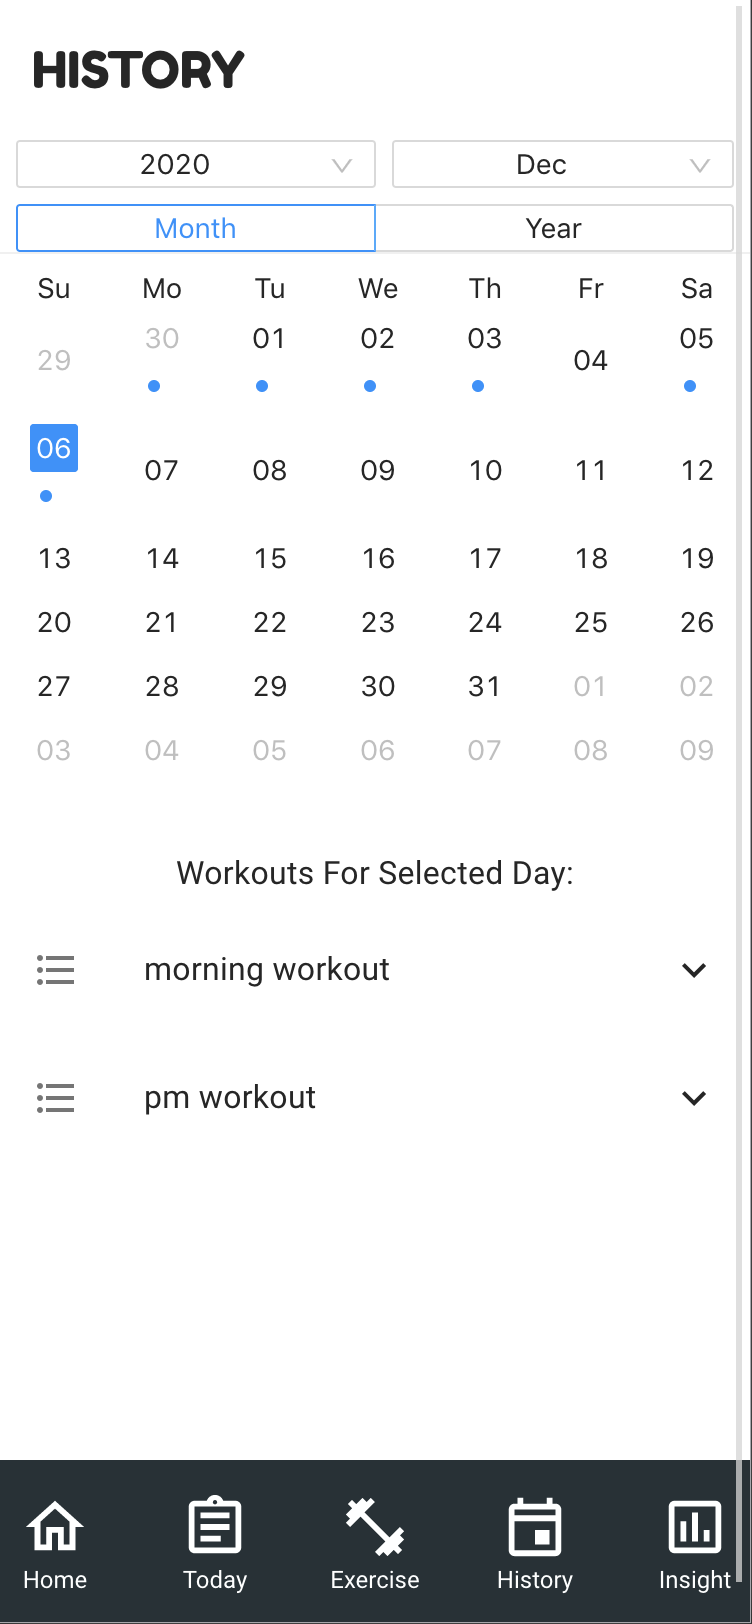 HISTORY
2020 Dec
Month Year
Su Mo Tu We Th Fr Sa
29 30 01 02 03 04 05
06 07 08 09 10 11 12
13 14 15 16 17 18 19
20 21 22 23 24 25 26
27 28 29 30 31 01 02
03 04 05 06 07 08 09
Workouts For Selected Day:
morning workout
pm workout
Home Today Exercise History Insight